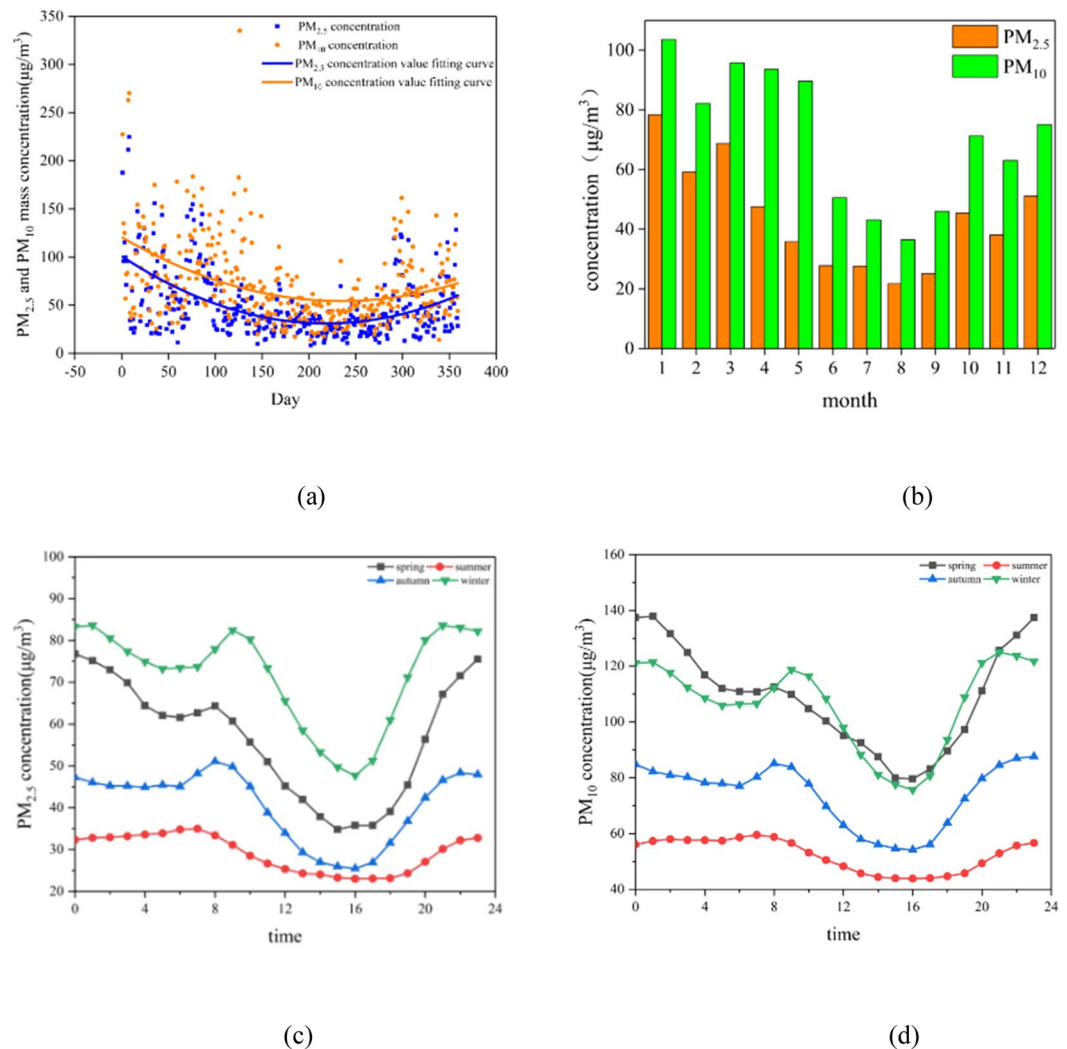 PM2.5 and PM10 mass concentration(μg/m3)
350
300
250
200
150
100
50
0
PM2.5 concentration
PM10 concentration
PM2.5 concentration value fitting curve
PM10 concentration value fitting curve
-50 0 50 100 150 200 250 300 350 400
Day
(a)
concentration（μg/m3）
100
80
60
40
20
0
PM2.5
PM10
1 2 3 4 5 6 7 8 9 10 11 12
month
(b)
PM2.5 concentration(μg/m3)
100
90
80
70
60
50
40
30
20
spring summer
autumn winter
0 4 8 12 16 20 24
time
(c)
PM10 concentration(μg/m3)
160
140
120
100
80
60
40
spring summer
autumn winter
0 4 8 12 16 20 24
time
(d)